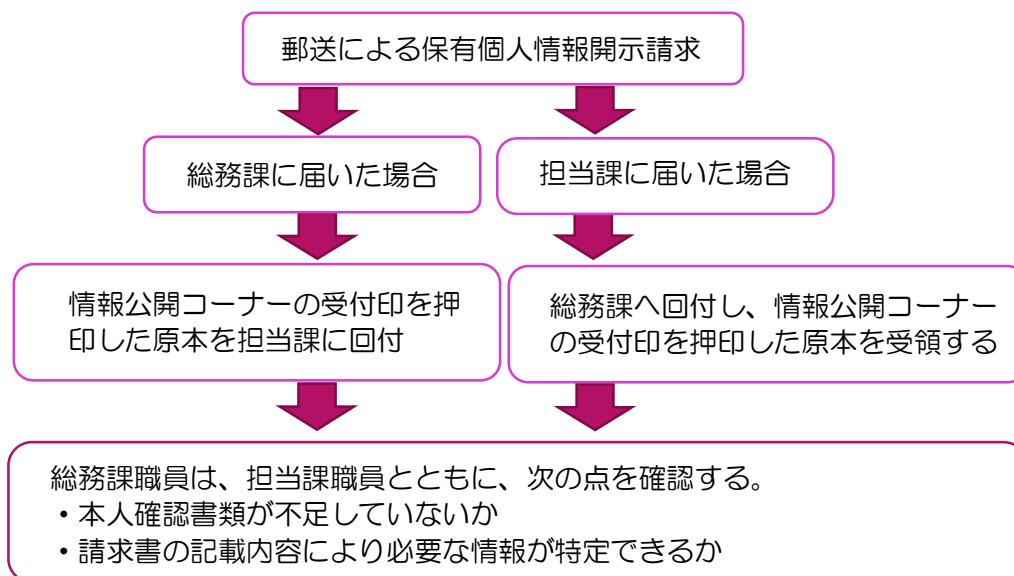 郵送による保有個人情報開示請求
総務課に届いた場合
担当課に届いた場合
情報公開コーナーの受付印を押
印した原本を担当課に回付
総務課へ回付し、情報公開コーナー
の受付印を押印した原本を受領する
総務課職員は、担当課職員とともに、次の点を確認する。
・本人確認書類が不足していないか
・請求書の記載内容により必要な情報が特定できるか